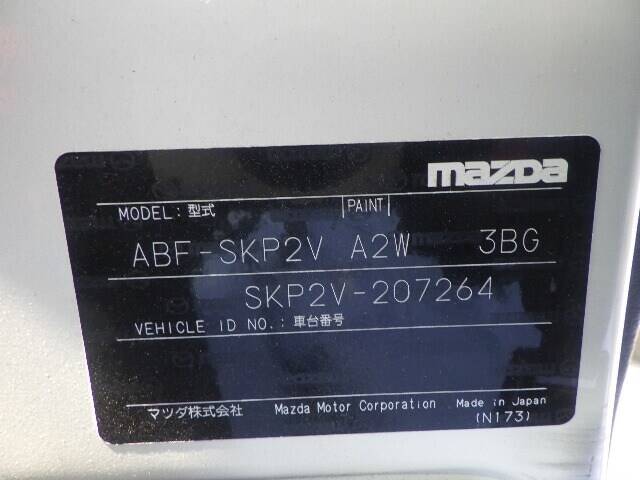 mazda
MODEL: 型式 PAINT
ABF-SKP2V A2W 3BG
SKP2V-207264
VEHICLE ID NO.: 車台番号
マツダ株式会社 Mazda Motor Corporation Made in Japan
(N173)